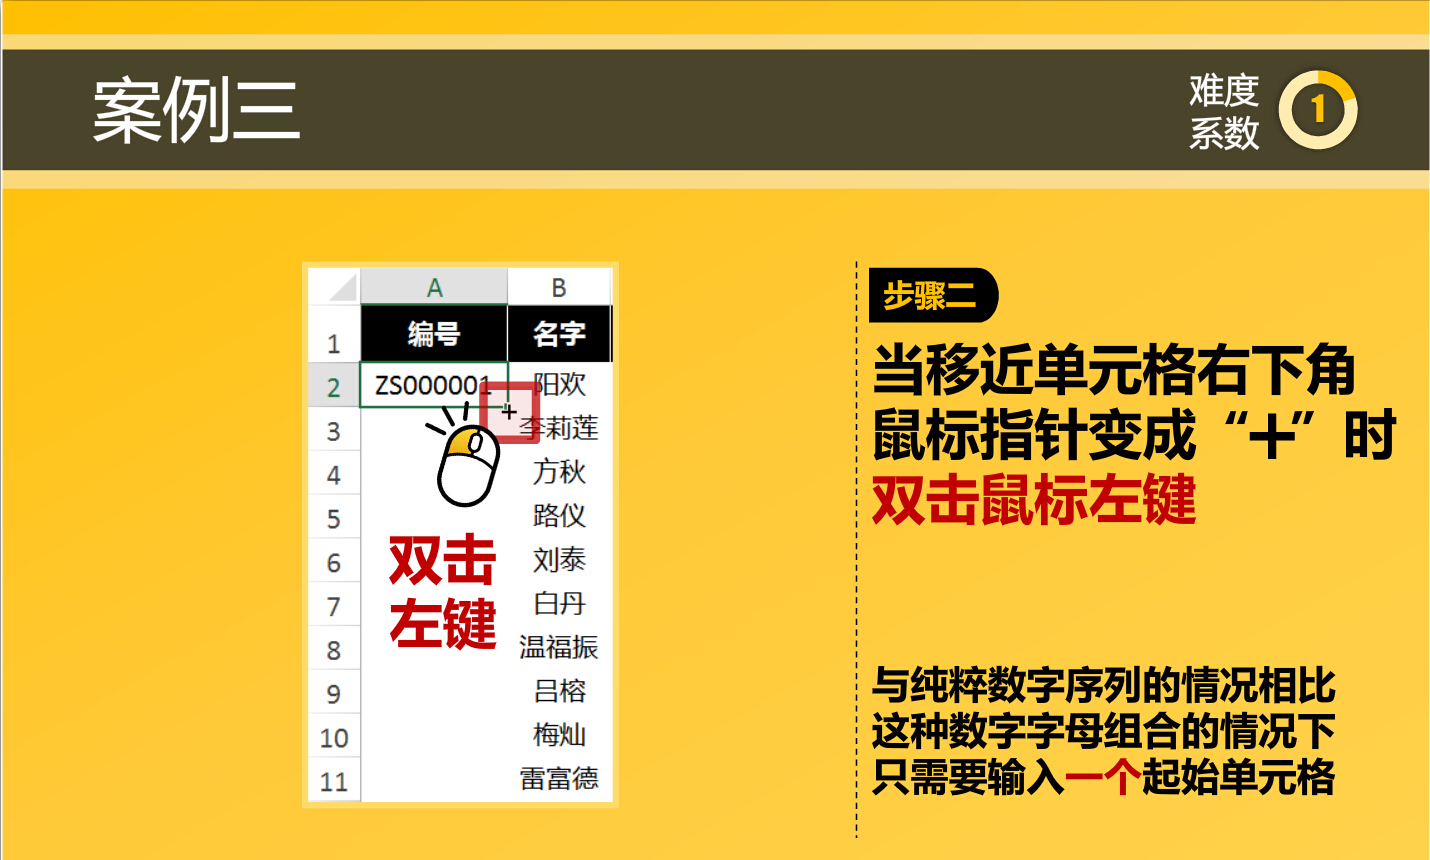 案例三
难度
系数
1
A
B
1
编号
名字
2
ZS000001
阳欢
3
李莉莲
4
方秋
5
路仪
6
刘泰
7
白丹
8
温福振
9
吕榕
10
梅灿
11
雷富德
双击
左键
步骤二
当移近单元格右下角
鼠标指针变成“+”时
双击鼠标左键
与纯粹数字序列的情况相比
这种数字字母组合的情况下
只需要输入一个起始单元格